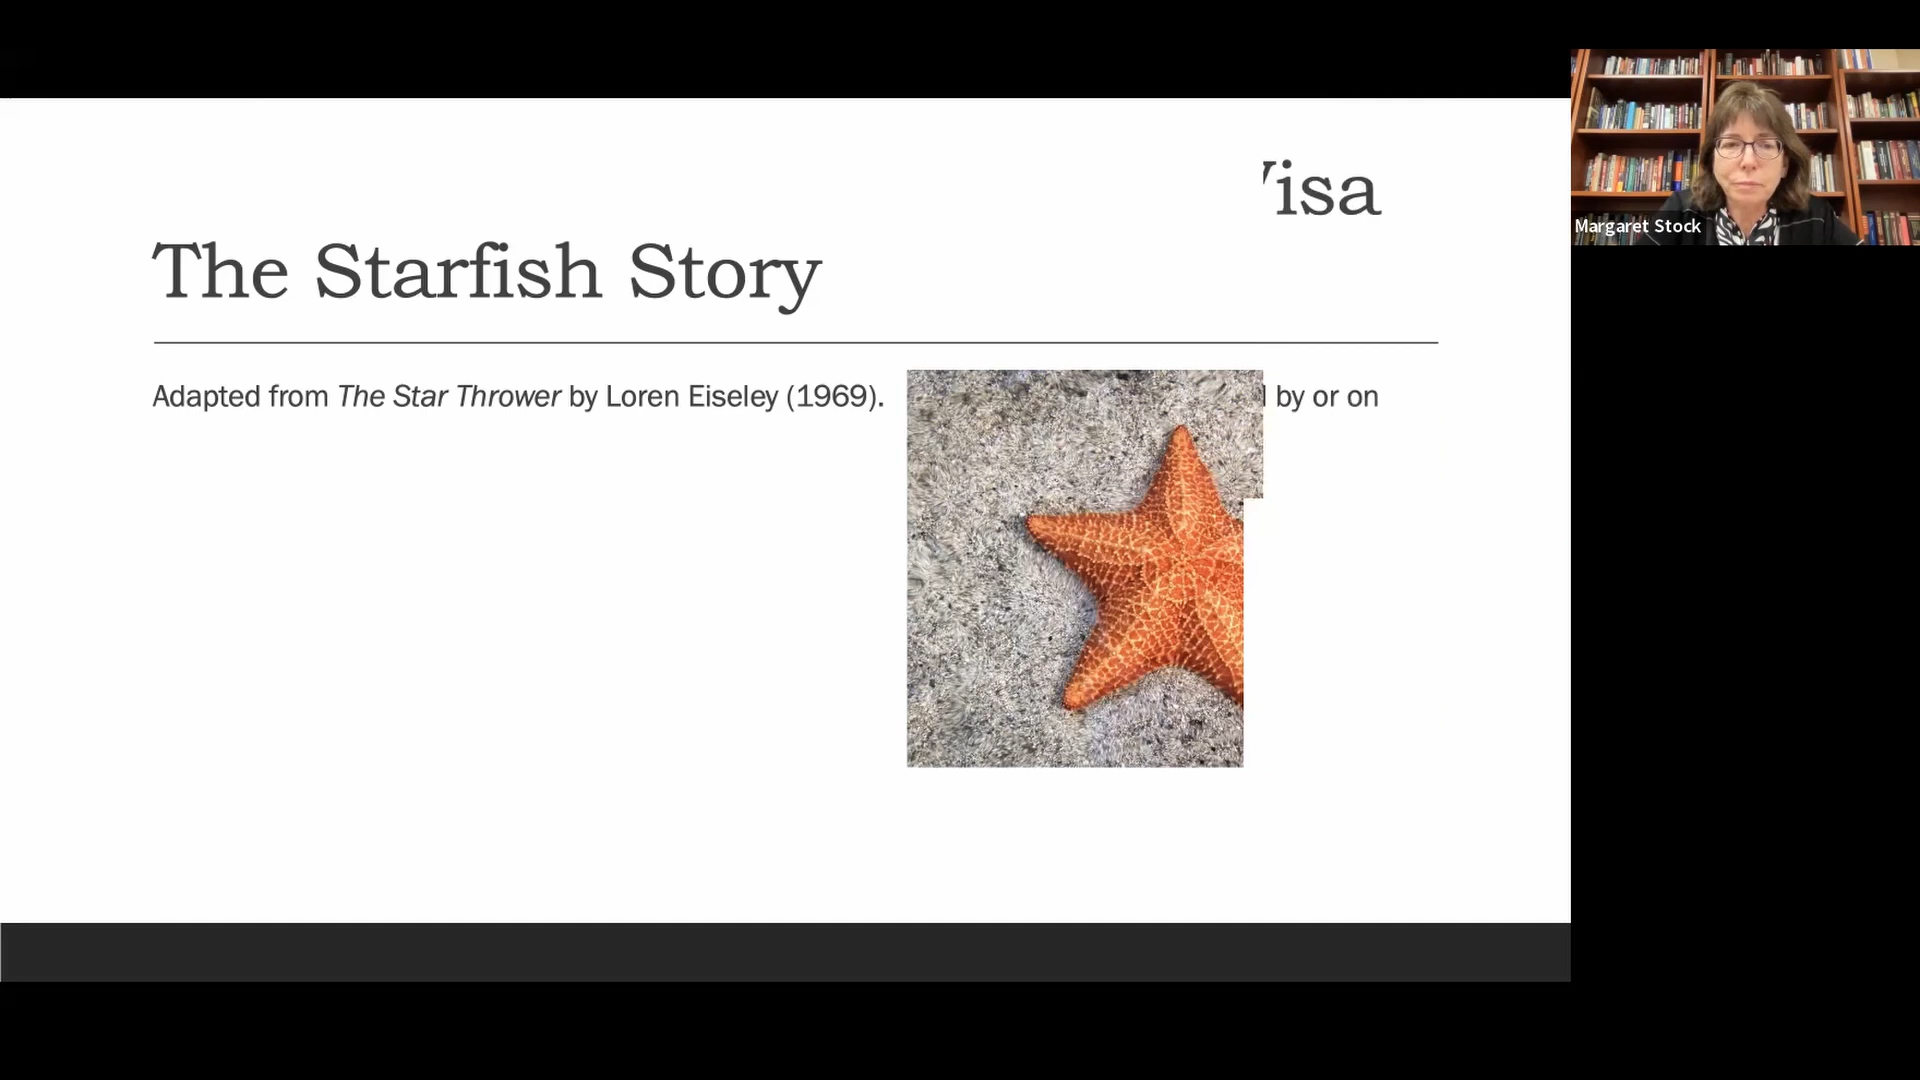 isa
The Starfish Story
Adapted from The Star Thrower by Loren Eiseley (1969).
by or on
Margaret Stock